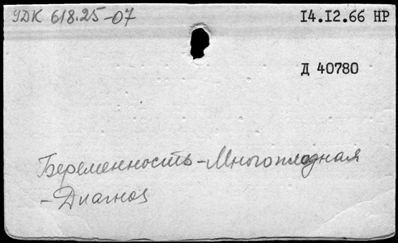 УДК 618.25-07
14.12.66 НР
Д 40780
Беременность-Многоплодная
-Диагноз